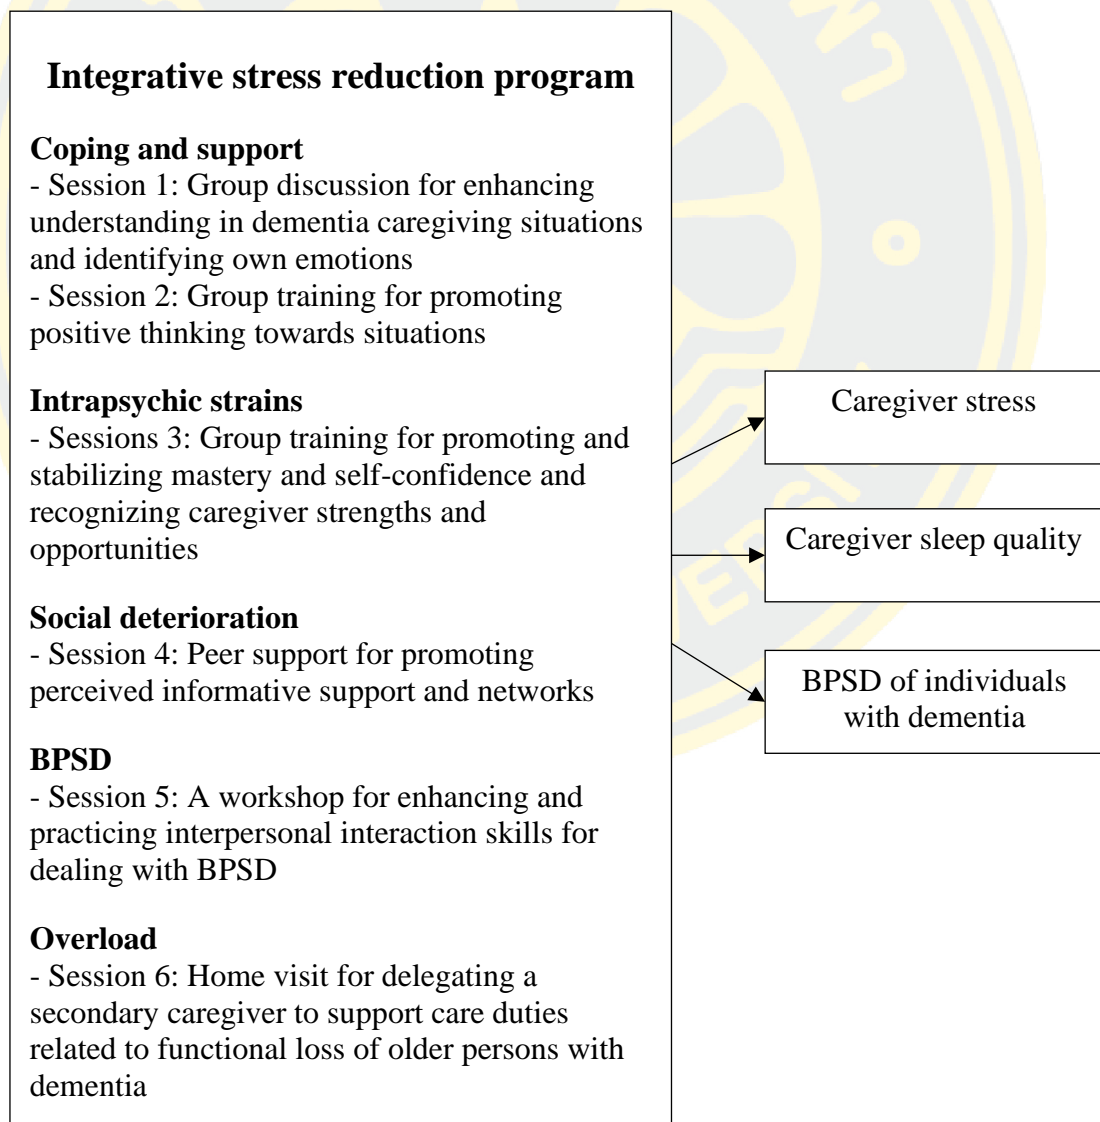 Integrative stress reduction program
Coping and support
- Session 1: Group discussion for enhancing
understanding in dementia caregiving situations
and identifying own emotions
- Session 2: Group training for promoting
positive thinking towards situations
Intrapsychic strains
- Sessions 3: Group training for promoting and
stabilizing mastery and self-confidence and
recognizing caregiver strengths and
opportunities
Social deterioration
- Session 4: Peer support for promoting
perceived informative support and networks
BPSD
- Session 5: A workshop for enhancing and
practicing interpersonal interaction skills for
dealing with BPSD
Overload
- Session 6: Home visit for delegating a
secondary caregiver to support care duties
related to functional loss of older persons with
dementia
Caregiver stress
Caregiver sleep quality
BPSD of individuals
with dementia